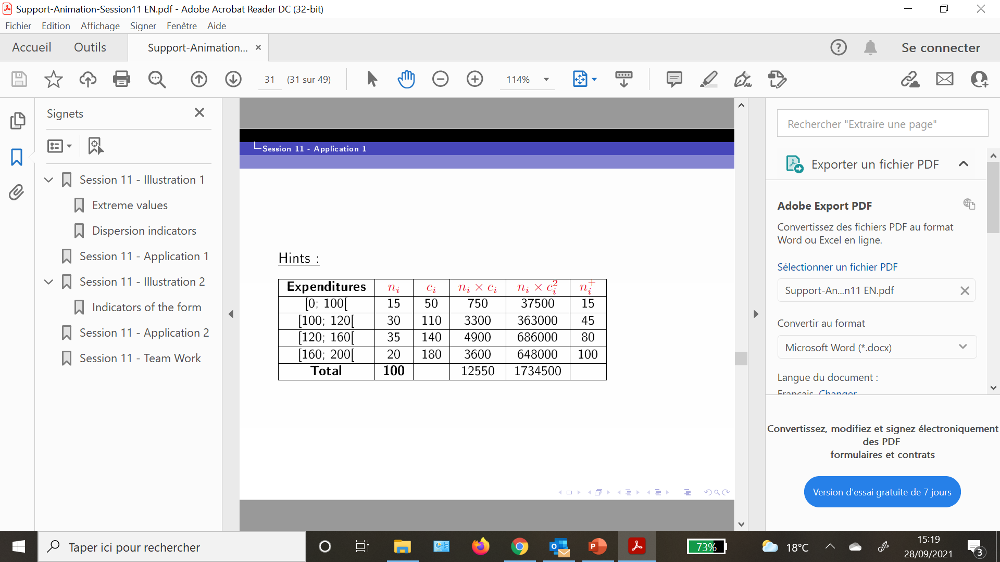 Support-Animation-Session11 EN.pdf - Adobe Acrobat Reader DC (32-bit)
Fichier Edition Affichage Signer Fenêtre Aide
Accueil Outils Support-Animation... × Se connecter
31 (31 sur 49) 114%
Signets
Session 11 - Illustration 1
Extreme values
Dispersion indicators
Session 11 - Application 1
Session 11 - Illustration 2
Indicators of the form
Session 11 - Application 2
Session 11 - Team Work
Session 11 - Application 1
Hints :
Expenditures n_i c_i n_i × c_i n_i × c_i^2 n_i^+
[0; 100[ 15 50 750 37500 15
[100; 120[ 30 110 3300 363000 45
[120; 160[ 35 140 4900 686000 80
[160; 200[ 20 180 3600 648000 100
Total 100 12550 1734500
Rechercher "Extraire une page"
Exporter un fichier PDF
Adobe Export PDF
Convertissez des fichiers PDF au format
Word ou Excel en ligne.
Sélectionner un fichier PDF
Support-An...n11 EN.pdf
Convertir au format
Microsoft Word (*.docx)
Langue du document :
Français Changer
Convertissez, modifiez et signez électroniquement
des PDF
formulaires et contrats
Version d'essai gratuite de 7 jours
Taper ici pour rechercher
73%
18°C
15:19
28/09/2021
3